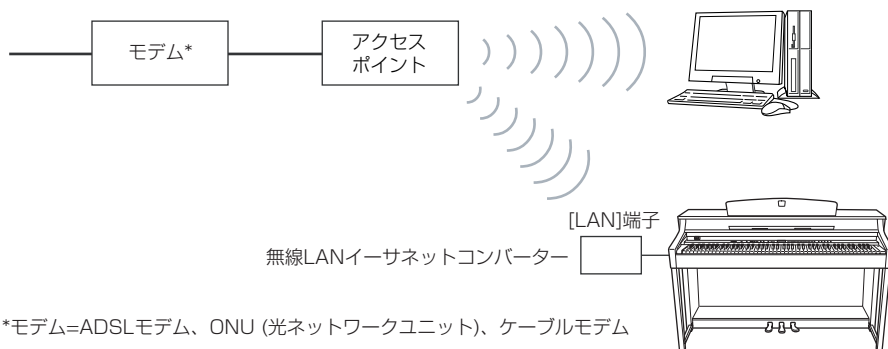 モデム*
アクセス
ポイント
[LAN]端子
無線LANイーサネットコンバーター
*モデム=ADSLモデム、ONU (光ネットワークユニット)、ケーブルモデム